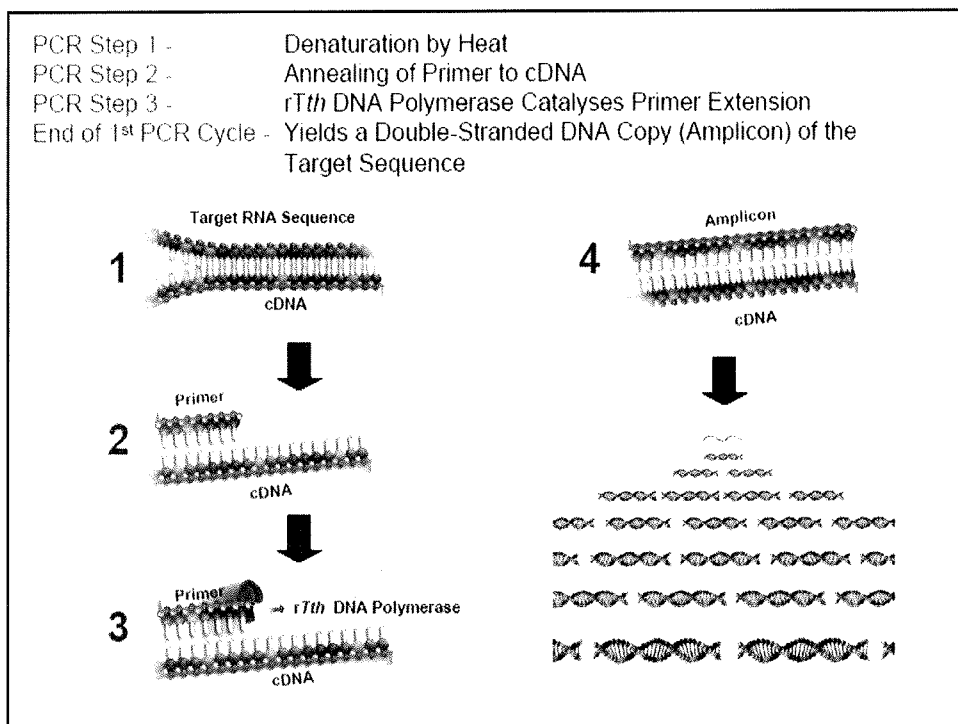 PCR Step 1 - Denaturation by Heat
PCR Step 2 - Annealing of Primer to cDNA
PCR Step 3 - rTth DNA Polymerase Catalyses Primer Extension
End of 1st PCR Cycle - Yields a Double-Stranded DNA Copy (Amplicon) of the
Target Sequence
Target RNA Sequence
1
cDNA
Primer
2
cDNA
Primer
rTth DNA Polymerase
3
cDNA
Amplicon
4
cDNA